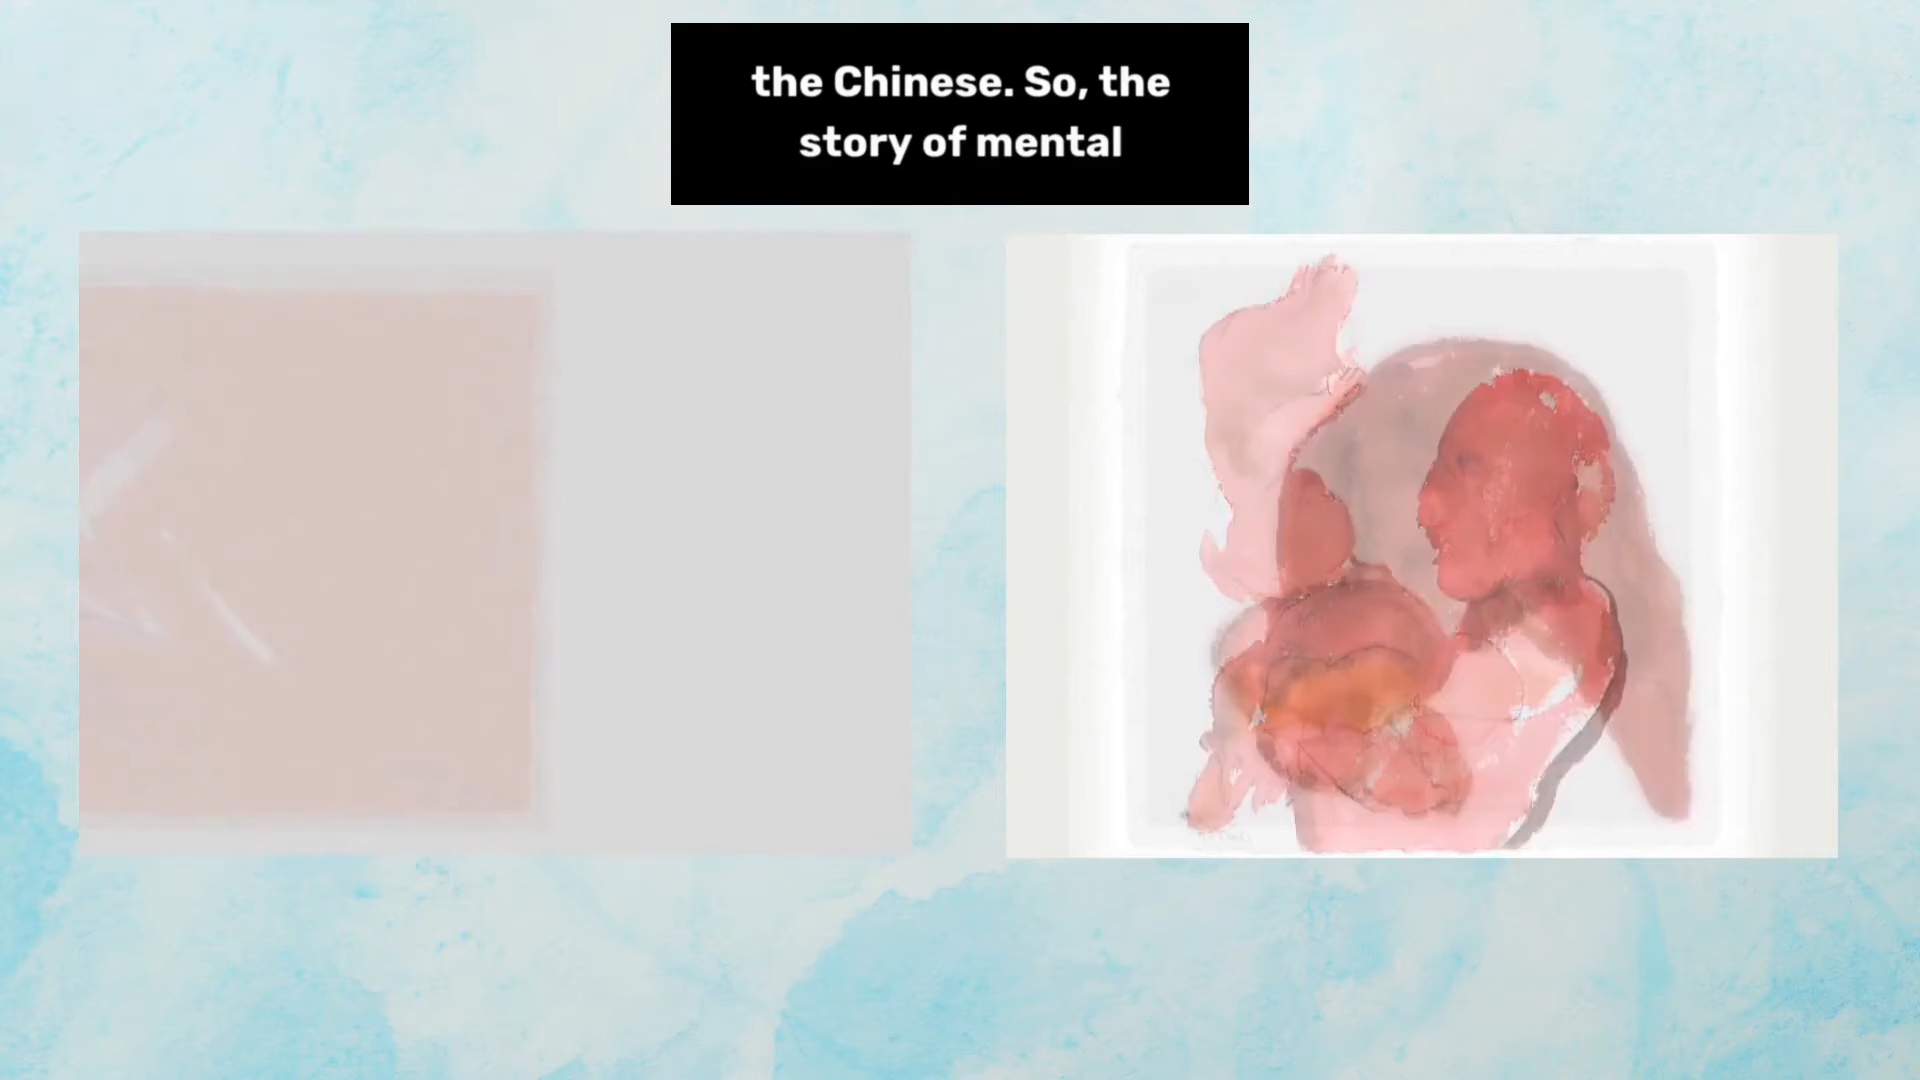 the Chinese. So, the
story of mental